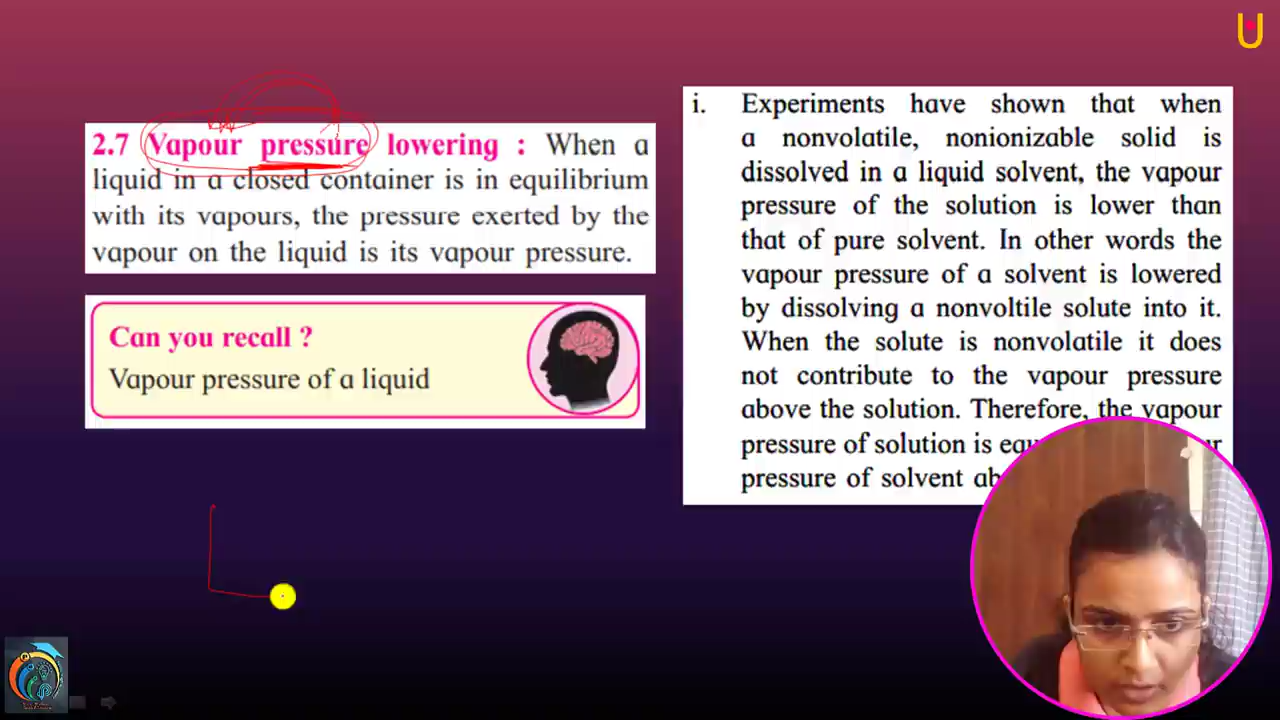 2.7 Vapour pressure lowering : When a
liquid in a closed container is in equilibrium
with its vapours, the pressure exerted by the
vapour on the liquid is its vapour pressure.
Can you recall ?
Vapour pressure of a liquid
i. Experiments have shown that when
a nonvolatile, nonionizable solid is
dissolved in a liquid solvent, the vapour
pressure of the solution is lower than
that of pure solvent. In other words the
vapour pressure of a solvent is lowered
by dissolving a nonvoltile solute into it.
When the solute is nonvolatile it does
not contribute to the vapour pressure
above the solution. Therefore, the vapour
pressure of solution is
pressure of solvent
U